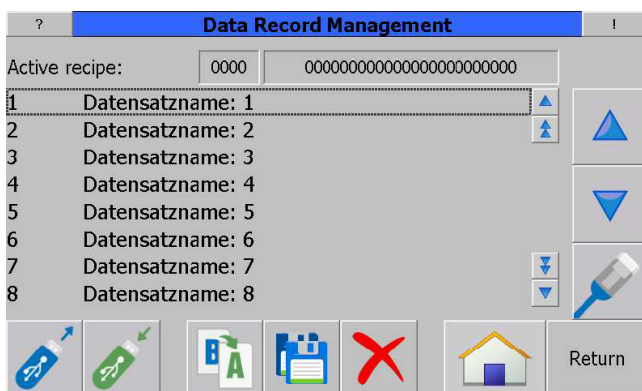 ? Data Record Management !
Active recipe: 0000 000000000000000000000000
1 Datensatzname: 1
2 Datensatzname: 2
3 Datensatzname: 3
4 Datensatzname: 4
5 Datensatzname: 5
6 Datensatzname: 6
7 Datensatzname: 7
8 Datensatzname: 8
B A
Return